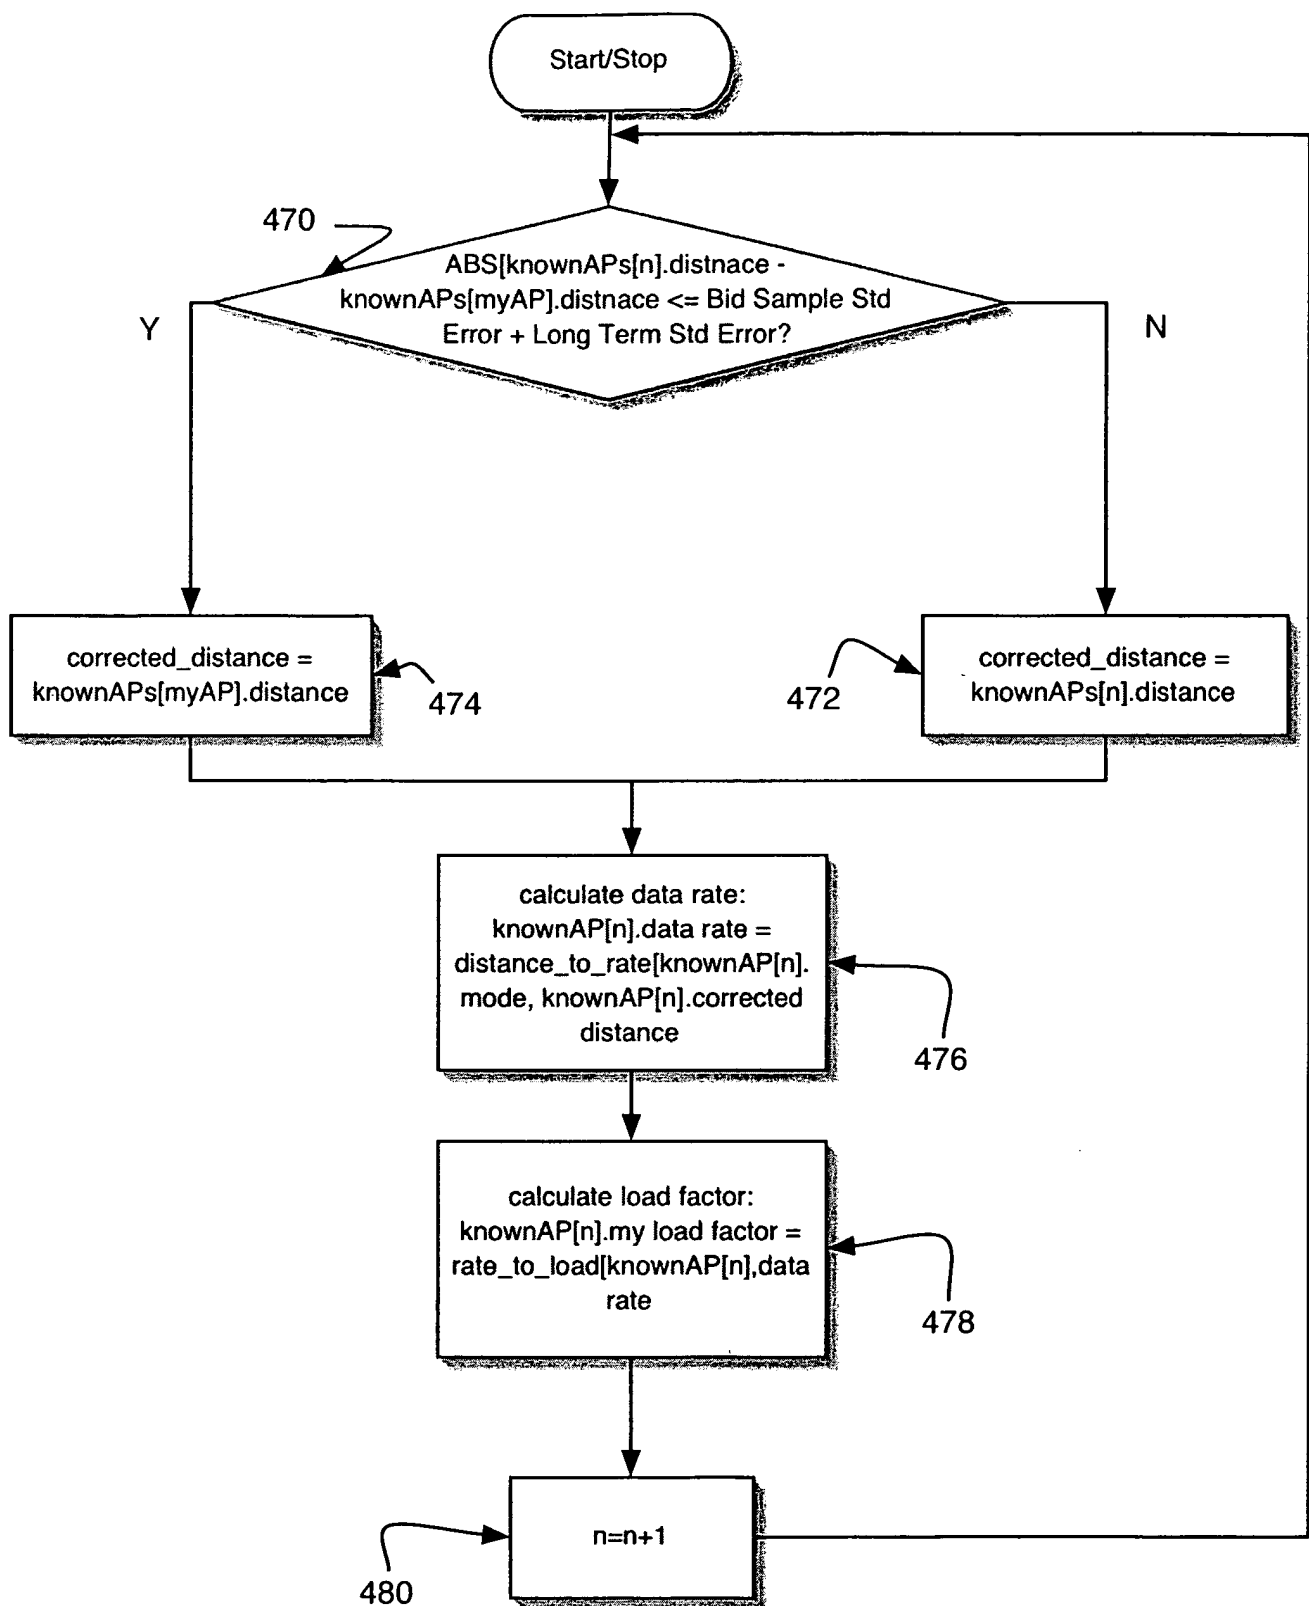 Start/Stop
470
ABS[knownAPs[n].distnace -
knownAPs[myAP].distnace <= Bid Sample Std
Error + Long Term Std Error?
Y
N
corrected_distance =
knownAPs[myAP].distance
474
472
corrected_distance =
knownAPs[n].distance
calculate data rate:
knownAP[n].data rate =
distance_to_rate[knownAP[n].
mode, knownAP[n].corrected
distance
476
calculate load factor:
knownAP[n].my load factor =
rate_to_load[knownAP[n],data
rate
478
n=n+1
480